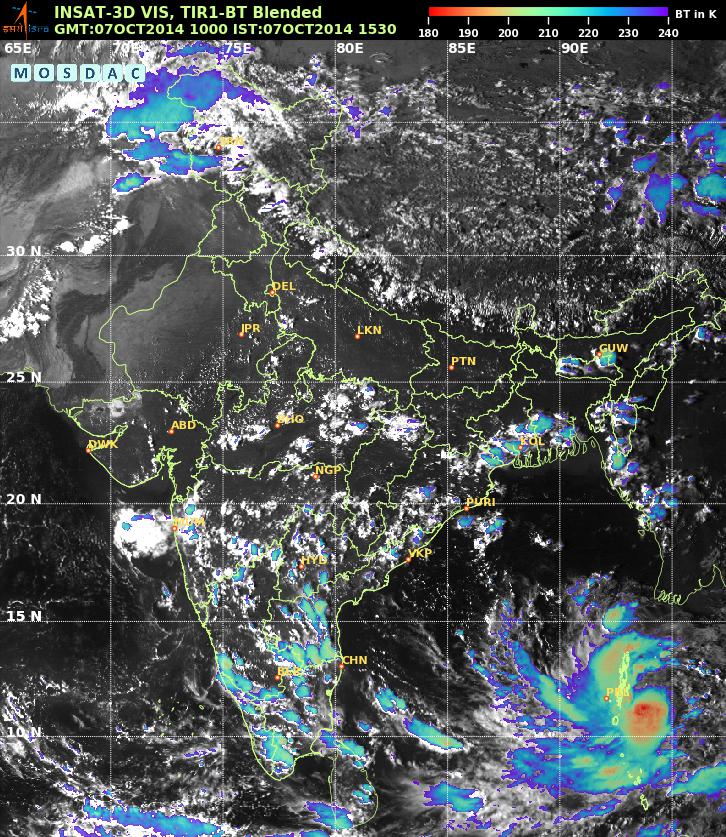 INSAT-3D VIS, TIR1-BT Blended
GMT:07OCT2014 1000 IST:07OCT2014 1530
BT in K
180 190 200 210 220 230 240
65E 70E 75E 80E 85E 90E
MOSDAC
30 N
DEL
JPR
LKN
GUW
PTN
25 N
ABD
BHO
DWK
KOL
NGP
20 N
PURI
MUM
HYD
VKP
15 N
CHN
BLR
PBL
10 N